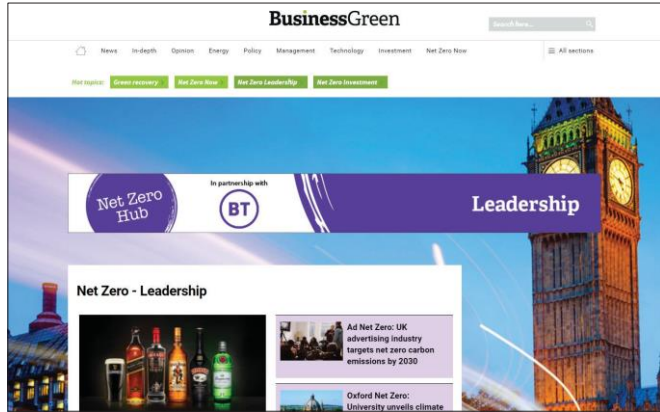 BusinessGreen
Search here...
News In-depth Opinion Energy Policy Management Technology Investment Net Zero Now All sections
Hot topics: Green recovery Net Zero Now Net Zero Leadership Net Zero Investment
Net Zero
Hub
In partnership with
BT
Leadership
Net Zero - Leadership
Ad Net Zero: UK
advertising industry
targets net zero carbon
emissions by 2030
Oxford Net Zero:
University unveils climate